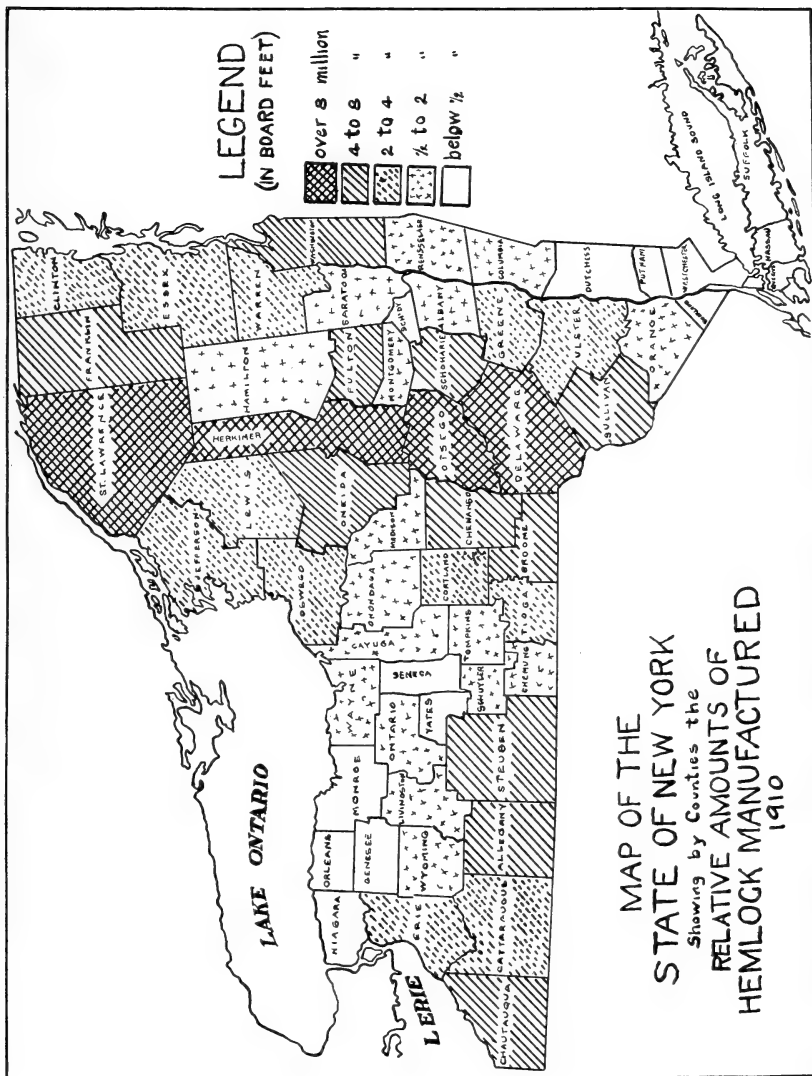 LEGEND
(IN BOARD FEET)
over 8 million
4 to 8 "
2 to 4 "
½ to 2 "
below ½ "
CLINTON
FRANKLIN
ST. LAWRENCE
ESSEX
WARREN
WASHINGTON
HAMILTON
HERKIMER
LEWIS
JEFFERSON
OSWEGO
ONEIDA
FULTON
SARATOGA
MONTGOMERY
SCHDY
RENSSELAER
ALBANY
SCHOHARIE
OTSEGO
MADISON
ONONDAGA
CAYUGA
WAYNE
SENECA
MONROE
ORLEANS
NIAGARA
GENESEE
ERIE
WYOMING
LIVINGSTON
ONTARIO
YATES
CORTLAND
CHENANGO
DELAWARE
GREENE
COLUMBIA
DUTCHESS
ULSTER
SULLIVAN
ORANGE
PUTNAM
WESTCHESTER
NASSAU
SUFFOLK
LONG ISLAND SOUND
BROOME
TIOGA
TOMPKINS
SCHUYLER
CHEMUNG
STEUBEN
ALLEGANY
CATTARAUGUS
CHAUTAUQUA
LAKE ONTARIO
L ERIE
MAP OF THE
STATE OF NEW YORK
Showing by Counties the
RELATIVE AMOUNTS OF
HEMLOCK MANUFACTURED
1910